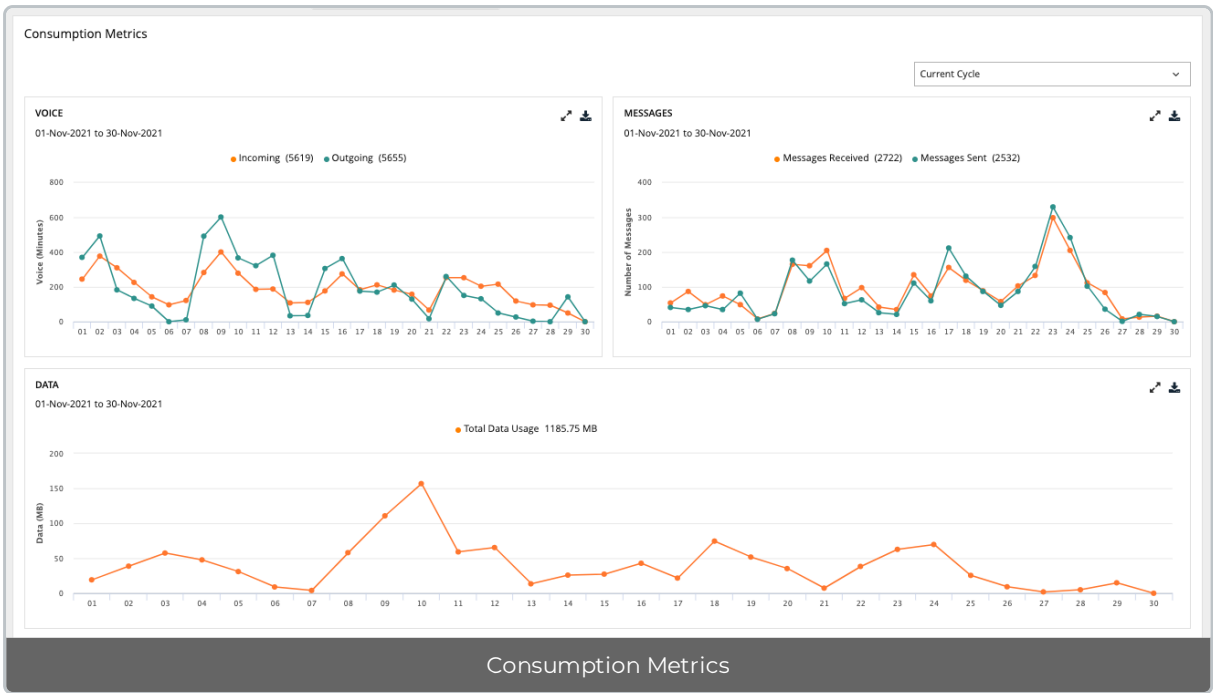 Consumption Metrics
Current Cycle
VOICE
01-Nov-2021 to 30-Nov-2021
Incoming (5619) Outgoing (5655)
800
600
400
200
0
Voice (Minutes)
01 02 03 04 05 06 07 08 09 10 11 12 13 14 15 16 17 18 19 20 21 22 23 24 25 26 27 28 29 30
MESSAGES
01-Nov-2021 to 30-Nov-2021
Messages Received (2722) Messages Sent (2532)
400
300
200
100
0
Number of Messages
01 02 03 04 05 06 07 08 09 10 11 12 13 14 15 16 17 18 19 20 21 22 23 24 25 26 27 28 29 30
DATA
01-Nov-2021 to 30-Nov-2021
Total Data Usage 1185.75 MB
200
150
100
50
0
Data (MB)
01 02 03 04 05 06 07 08 09 10 11 12 13 14 15 16 17 18 19 20 21 22 23 24 25 26 27 28 29 30
Consumption Metrics